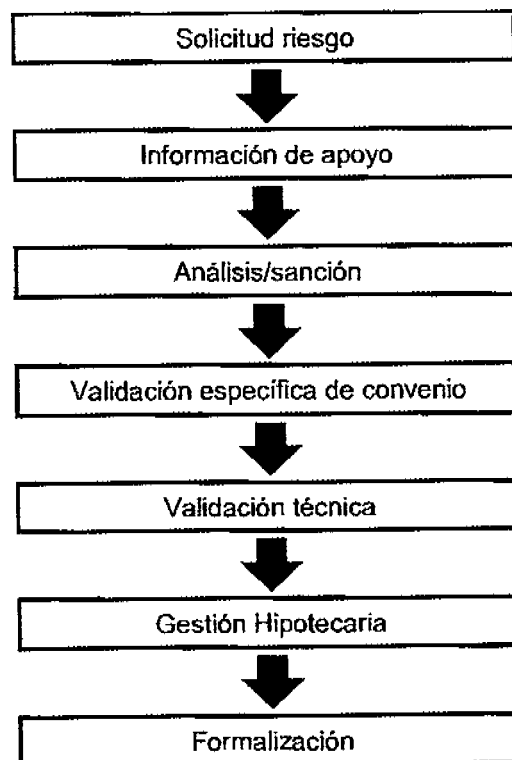 Solicitud riesgo
Información de apoyo
Análisis/sanción
Validación específica de convenio
Validación técnica
Gestión Hipotecaria
Formalización